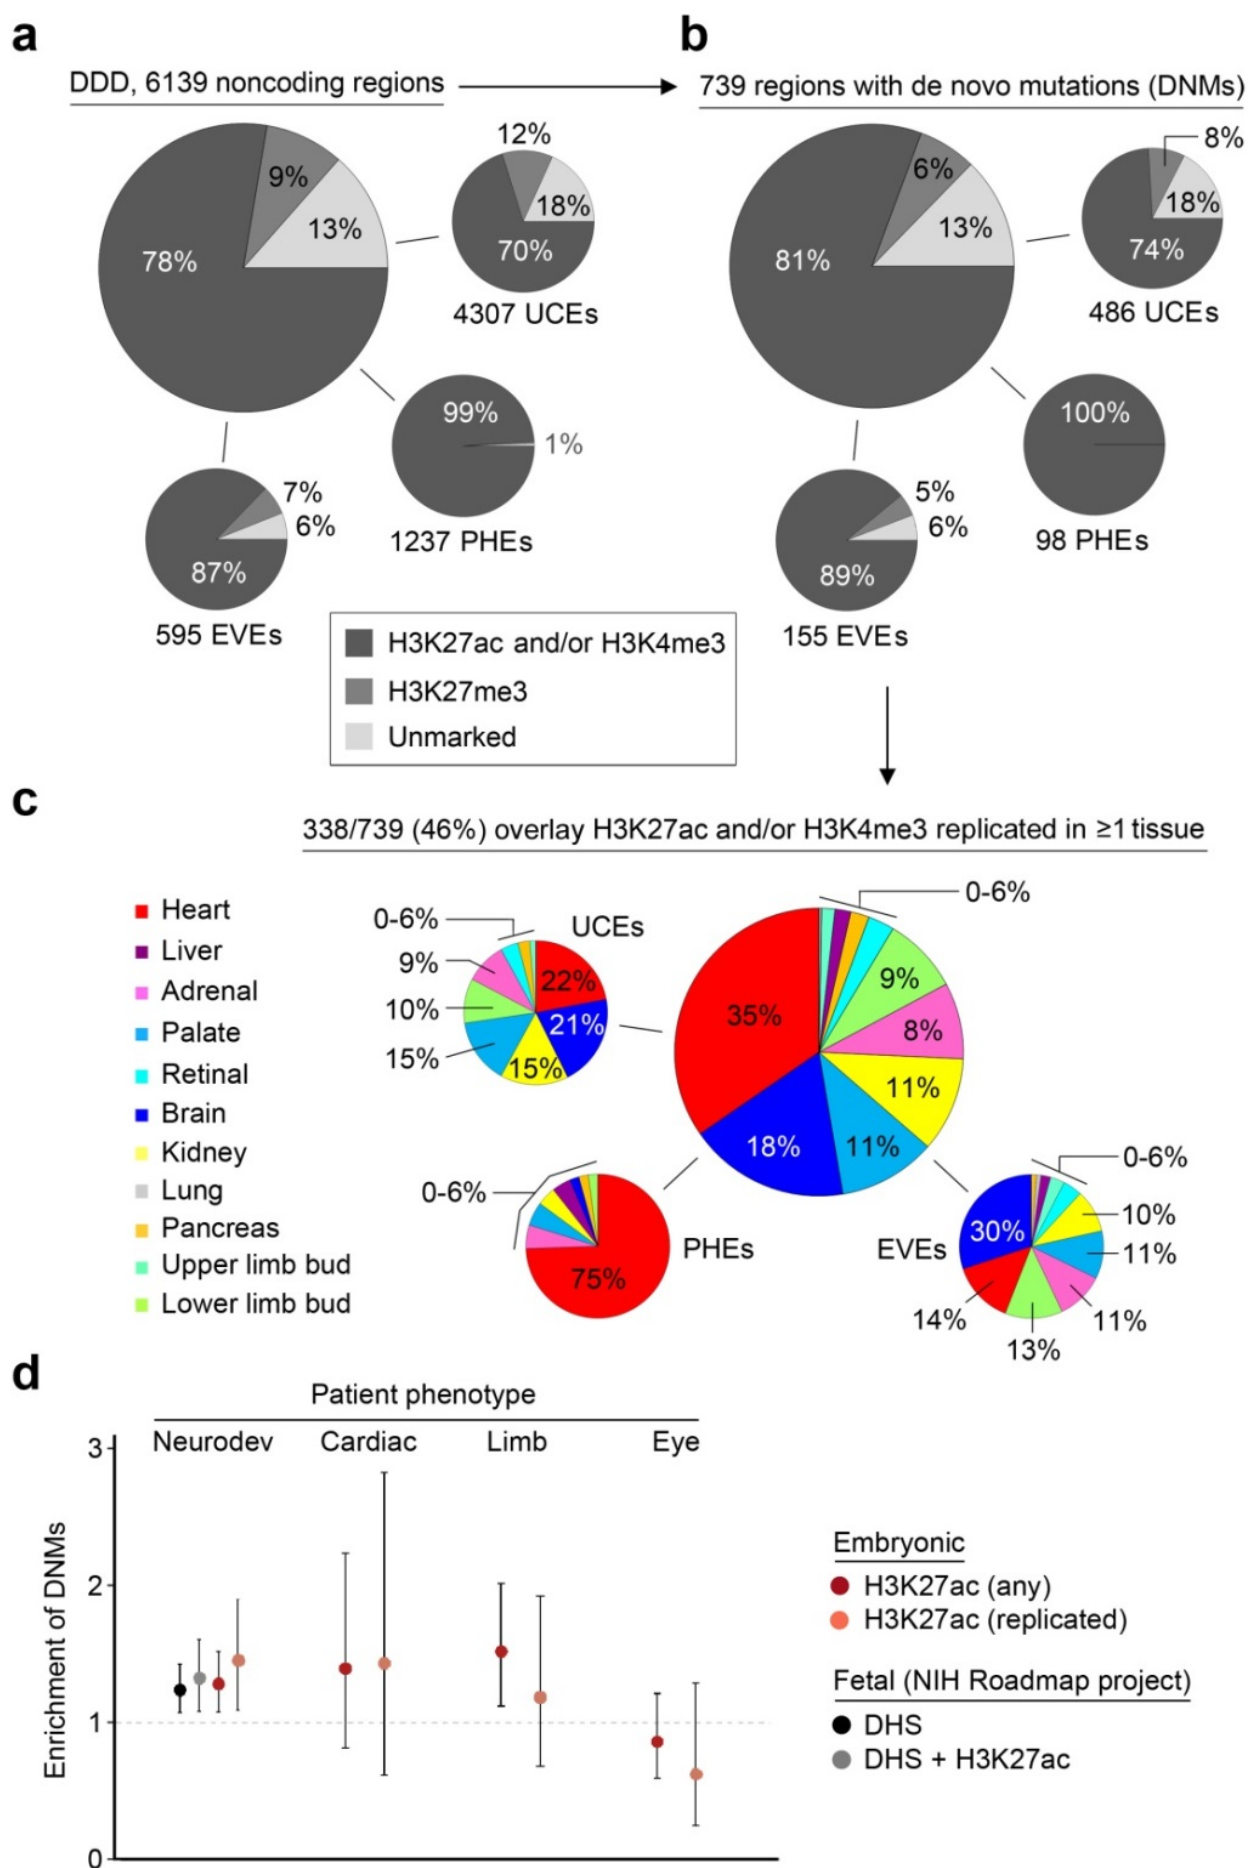 a
DDD, 6139 noncoding regions
9%
13%
78%
12%
18%
70%
4307 UCEs
99%
1%
1237 PHEs
7%
6%
87%
595 EVEs
b
739 regions with de novo mutations (DNMs)
6%
13%
81%
8%
18%
74%
486 UCEs
100%
98 PHEs
5%
6%
89%
155 EVEs
H3K27ac and/or H3K4me3
H3K27me3
Unmarked
c
338/739 (46%) overlay H3K27ac and/or H3K4me3 replicated in ≥1 tissue
Heart
Liver
Adrenal
Palate
Retinal
Brain
Kidney
Lung
Pancreas
Upper limb bud
Lower limb bud
UCEs
0-6%
9%
10%
15%
15%
21%
22%
0-6%
35%
9%
8%
11%
11%
18%
0-6%
75%
PHEs
EVEs
0-6%
30%
10%
11%
11%
13%
14%
d
Patient phenotype
Neurodev Cardiac Limb Eye
Enrichment of DNMs
3
2
1
0
Embryonic
H3K27ac (any)
H3K27ac (replicated)
Fetal (NIH Roadmap project)
DHS
DHS + H3K27ac